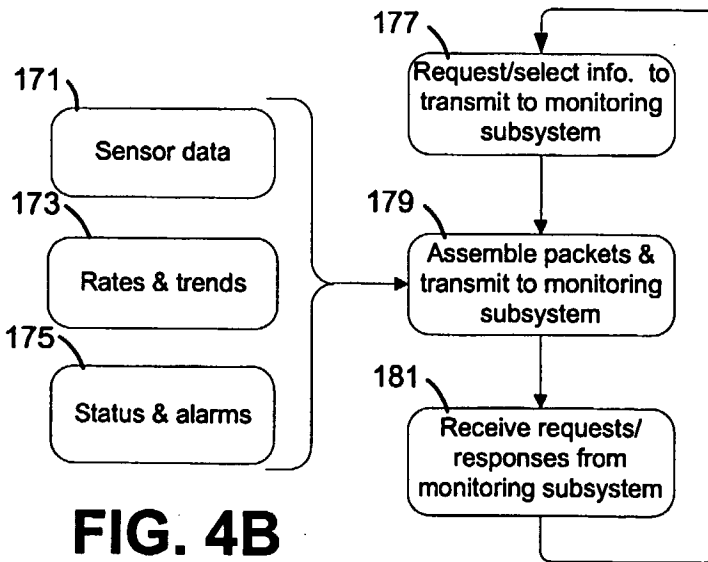 171
Sensor data
173
Rates & trends
175
Status & alarms
177
Request/select info. to
transmit to monitoring
subsystem
179
Assemble packets &
transmit to monitoring
subsystem
181
Receive requests/
responses from
monitoring subsystem
FIG. 4B